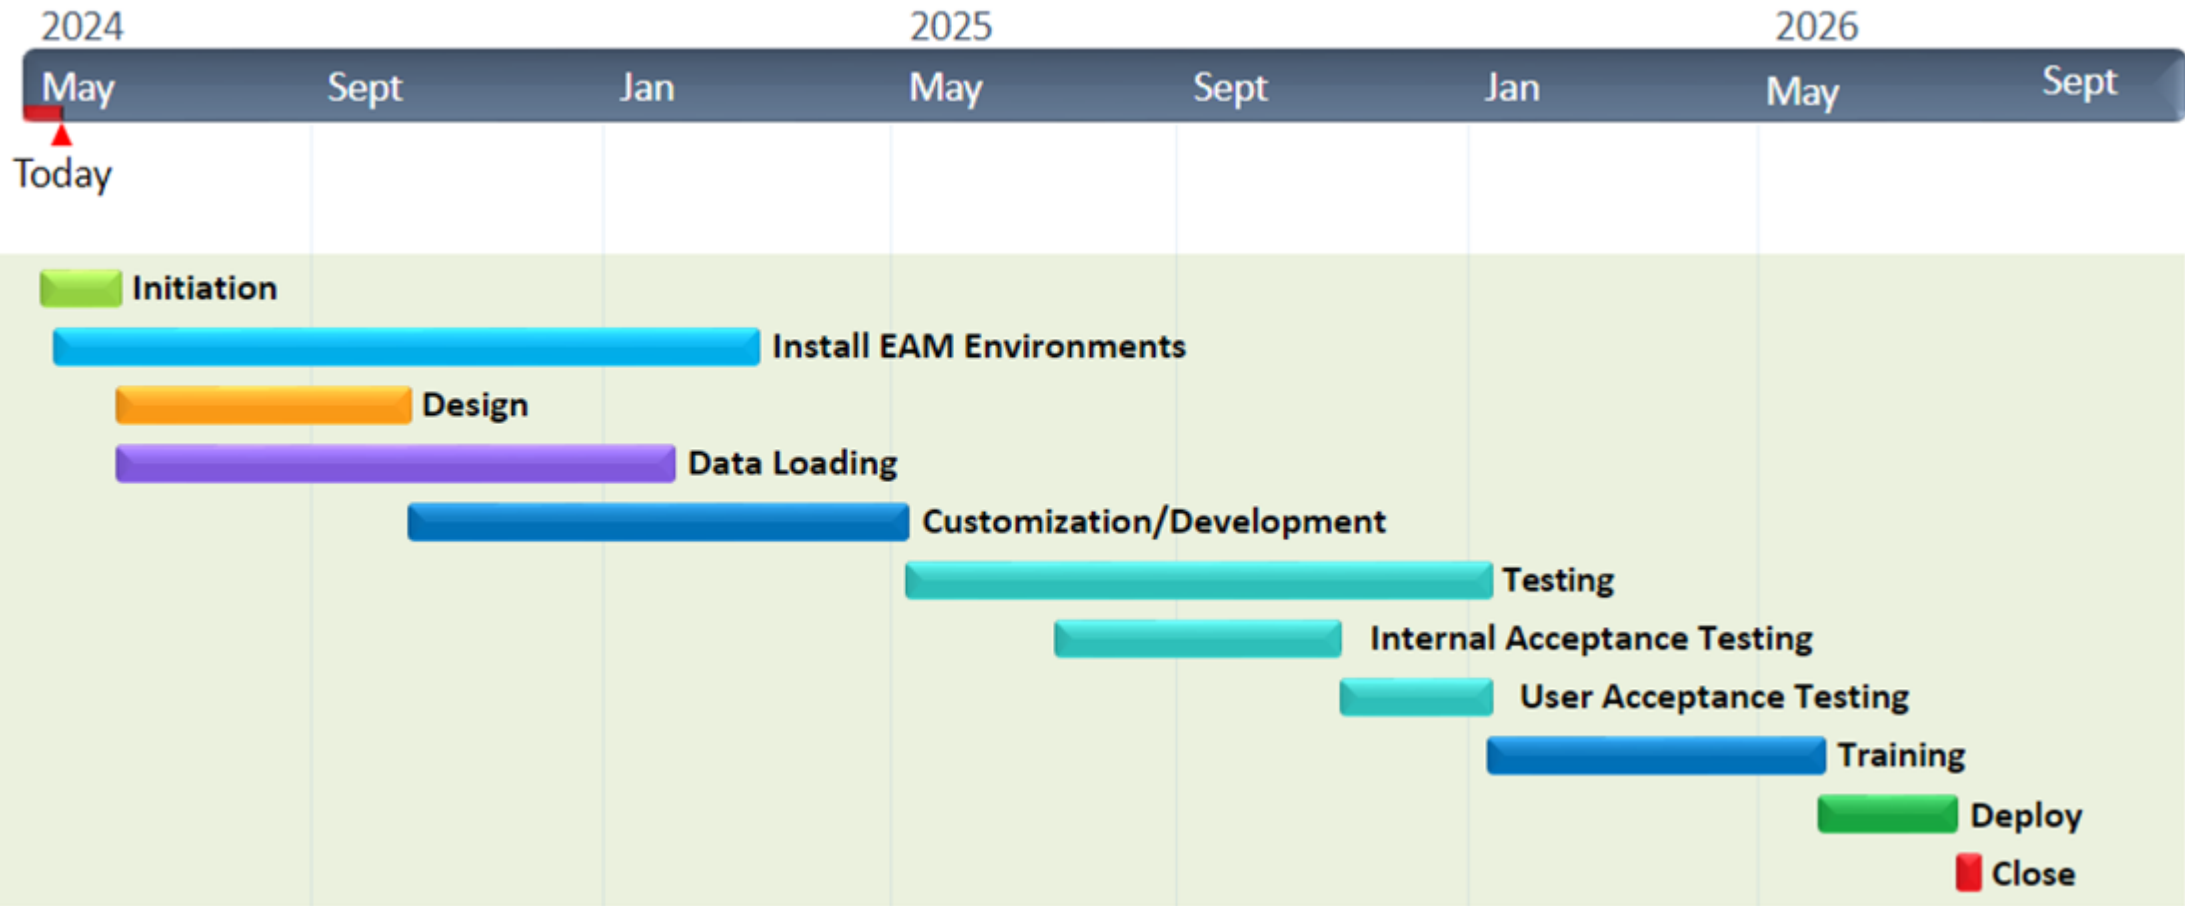 2024 2025 2026
May Sept Jan May Sept Jan May Sept
Today
Initiation
Install EAM Environments
Design
Data Loading
Customization/Development
Testing
Internal Acceptance Testing
User Acceptance Testing
Training
Deploy
Close